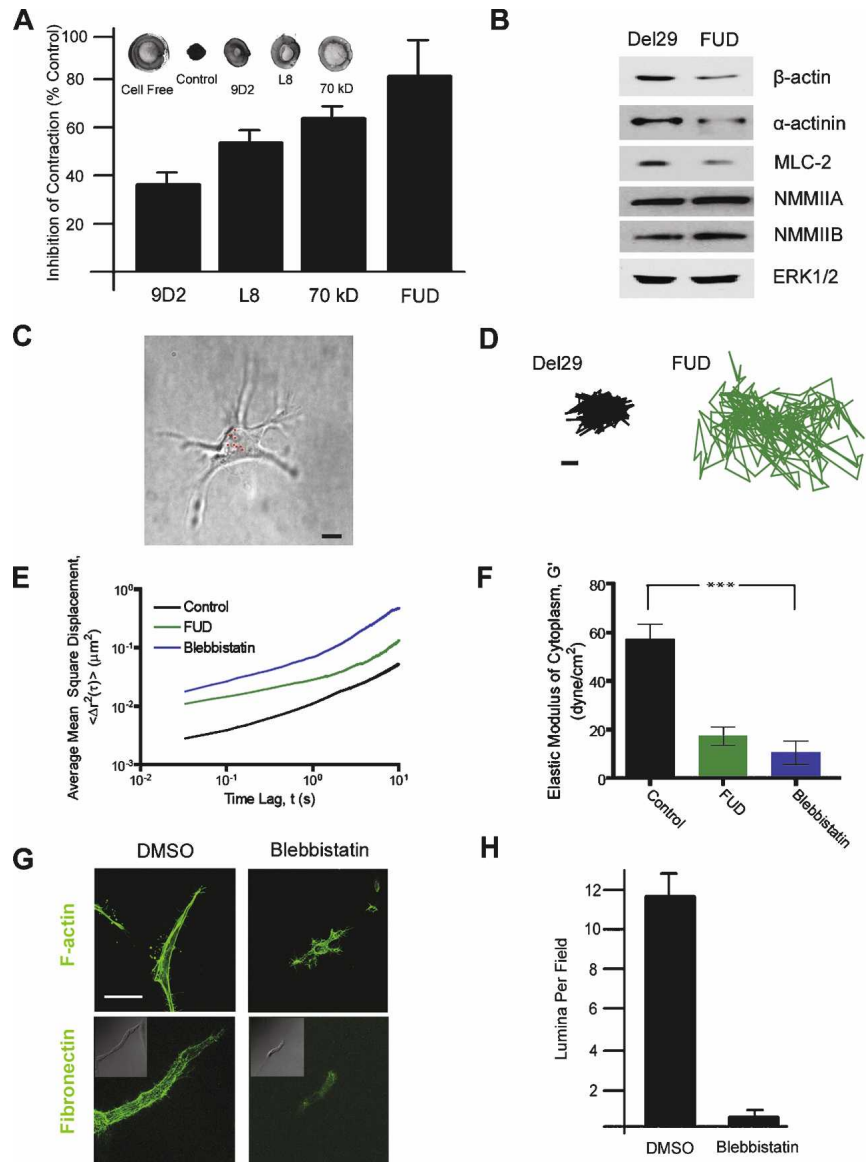 A
Inhibition of Contraction (% Control)
100
80
60
40
20
Cell Free
Control
9D2
L8
70 kD
9D2
L8
70 kD
FUD
B
Del29
FUD
β-actin
α-actinin
MLC-2
NMMIIA
NMMIIB
ERK1/2
C
D
Del29
FUD
E
Average Mean Square Displacement,
<Δr²(τ)> (μm²)
10⁰
10⁻¹
10⁻²
10⁻³
Control
FUD
Blebbistatin
10⁻²
10⁻¹
10⁰
10¹
Time Lag, t (s)
F
Elastic Modulus of Cytoplasm, G'
(dyne/cm²)
80
60
40
20
0
***
Control
FUD
Blebbistatin
G
DMSO
Blebbistatin
F-actin
Fibronectin
H
Lumina Per Field
12
10
8
6
4
2
DMSO
Blebbistatin